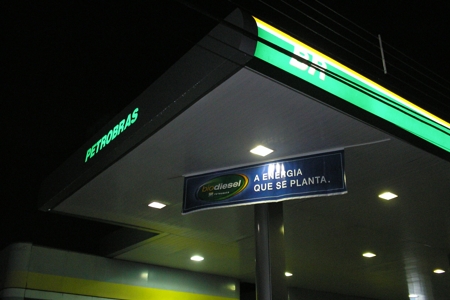 PETROBRAS
BR
biodiesel
A ENERGIA
QUE SE PLANTA.